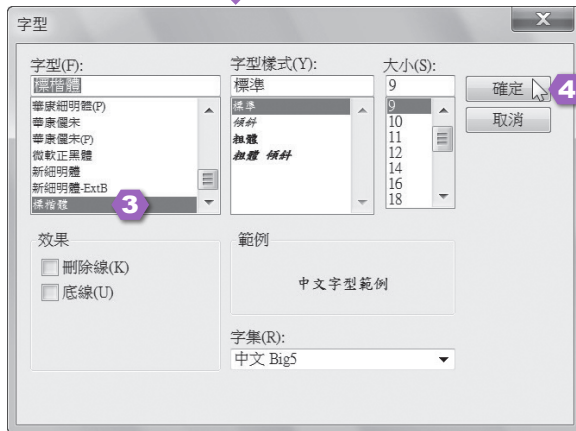 字型
X
字型(F):
標楷體
華康細明體(P)
華康儷宋
華康儷宋(P)
微軟正黑體
新細明體
新細明體-ExtB
標楷體
3
字型樣式(Y):
標準
標準
傾斜
粗體
粗體 傾斜
大小(S):
9
9
10
11
12
14
16
18
確定
4
取消
效果
刪除線(K)
底線(U)
範例
中文字型範例
字集(R):
中文 Big5